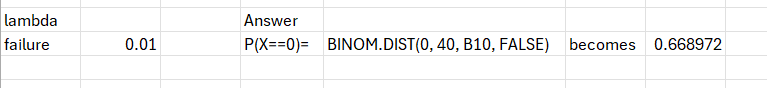 lambda Answer
failure 0.01 P(X==0)= BINOM.DIST(0, 40, B10, FALSE) becomes 0.668972